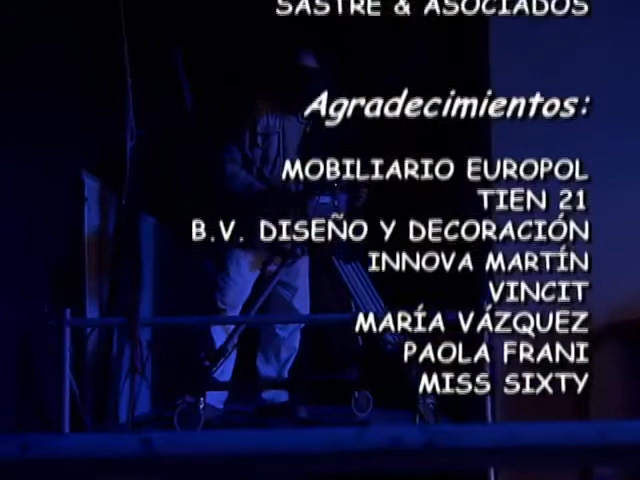 SASTRE & ASOCIADOS
Agradecimientos:
MOBILIARIO EUROPOL
TIEN 21
B.V. DISEÑO Y DECORACIÓN
INNOVA MARTÍN
VINCIT
MARÍA VÁZQUEZ
PAOLA FRANI
MISS SIXTY